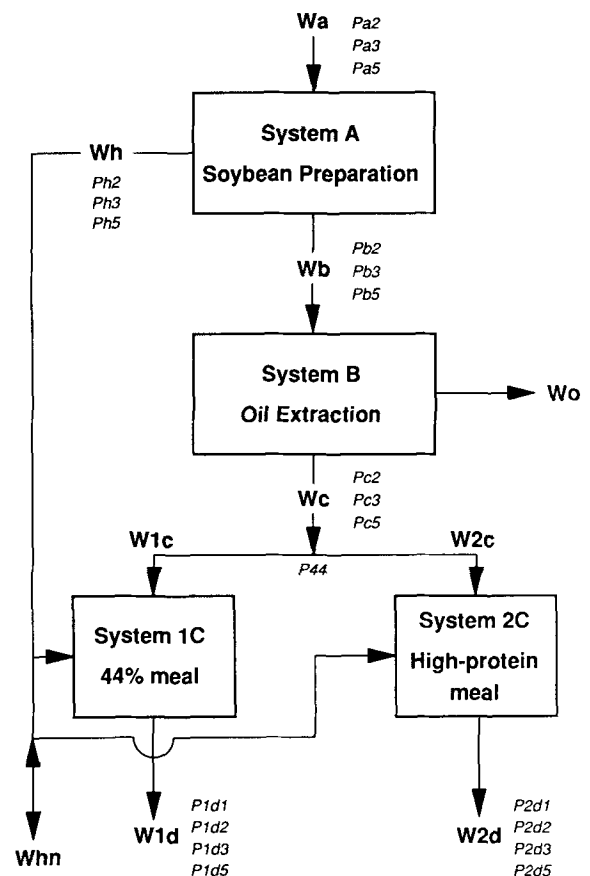 Wa
Pa2
Pa3
Pa5
System A
Soybean Preparation
Wh
Ph2
Ph3
Ph5
Wb
Pb2
Pb3
Pb5
System B
Oil Extraction
Wo
Wc
Pc2
Pc3
Pc5
W1c
W2c
P44
System 1C
44% meal
System 2C
High-protein
meal
Whn
W1d
P1d1
P1d2
P1d3
P1d5
W2d
P2d1
P2d2
P2d3
P2d5